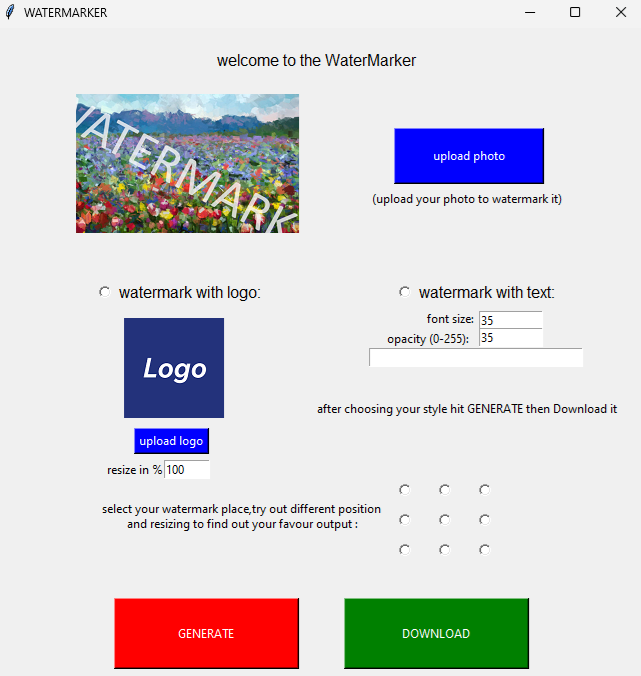 WATERMARKER
welcome to the WaterMarker
WATERMARK
upload photo
(upload your photo to watermark it)
watermark with logo:
watermark with text:
font size: 35
opacity (0-255): 35
Logo
after choosing your style hit GENERATE then Download it
upload logo
resize in % 100
select your watermark place,try out different position
and resizing to find out your favour output :
GENERATE
DOWNLOAD